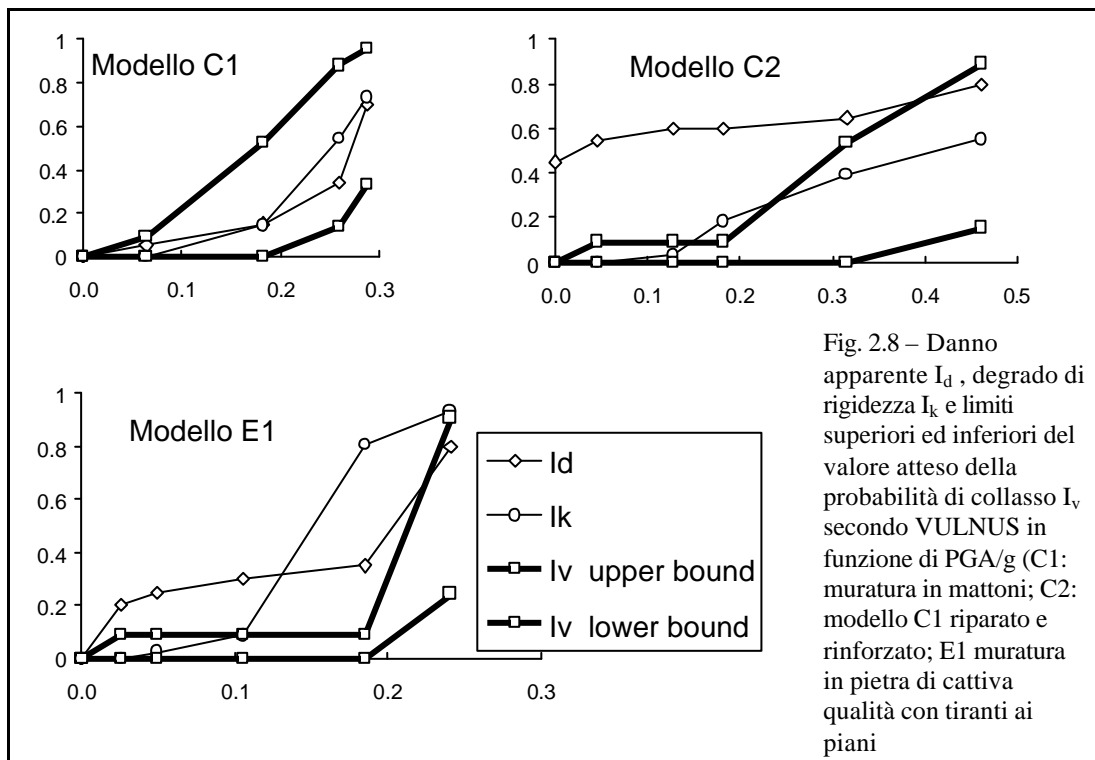 Modello C1
1
0.8
0.6
0.4
0.2
0
0.0 0.1 0.2 0.3
Modello C2
1
0.8
0.6
0.4
0.2
0
0.0 0.1 0.2 0.3 0.4 0.5
Modello E1
1
0.8
0.6
0.4
0.2
0
0.0 0.1 0.2 0.3
Id
Ik
Iv upper bound
Iv lower bound
Fig. 2.8 – Danno
apparente Id , degrado di
rigidezza Ik e limiti
superiori ed inferiori del
valore atteso della
probabilità di collasso Iv
secondo VULNUS in
funzione di PGA/g (C1:
muratura in mattoni; C2:
modello C1 riparato e
rinforzato; E1 muratura
in pietra di cattiva
qualità con tiranti ai
piani